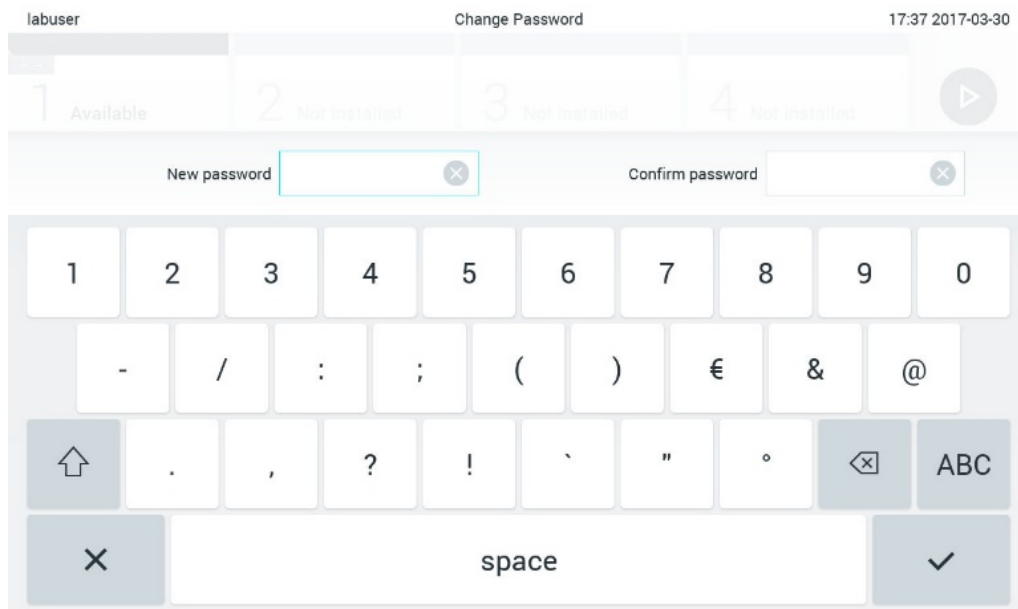 labuser Change Password 17:37 2017-03-30
1 Available 2 Not installed 3 Not installed 4 Not installed
New password Confirm password
1 2 3 4 5 6 7 8 9 0
- / : ; ( ) € & @
. , ? ! ` " ° ABC
space